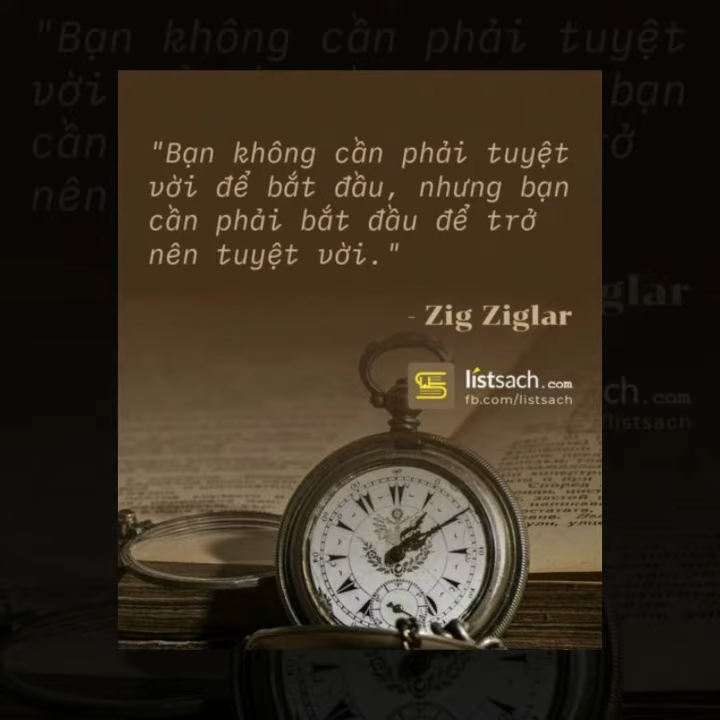 "Bạn không cần phải tuyệt
vời để bắt đầu, nhưng bạn
cần phải bắt đầu để trở
nên tuyệt vời."
- Zig Ziglar
lístsach.com
fb.com/listsach